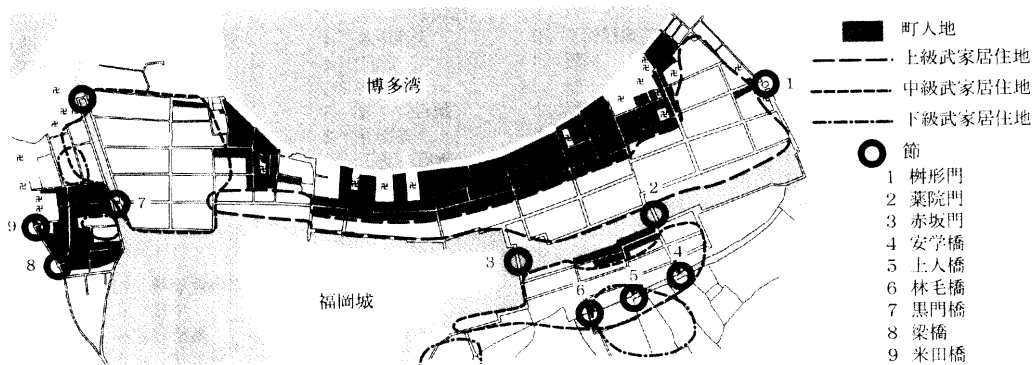 博多湾
福岡城
1
2
3
4
5
6
7
8
9
町人地
上級武家居住地
中級武家居住地
下級武家居住地
節
1 桝形門
2 薬院門
3 赤坂門
4 安学橋
5 上人橋
6 林毛橋
7 黒門橋
8 梁橋
9 米田橋